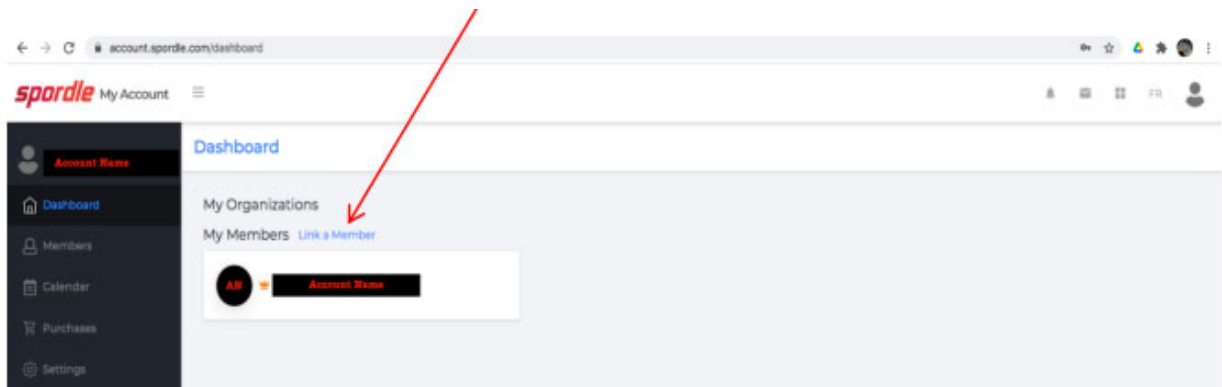 account.spordle.com/dashboard
spordle My Account
FR
Account Name
Dashboard
Dashboard
Members
Calendar
Purchases
Settings
My Organizations
My Members Link a Member
AN Account Name